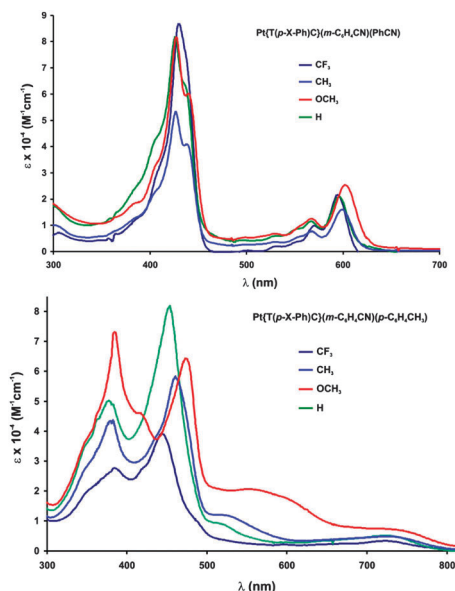 Pt{T(p-X-Ph)C}(m-C₆H₄CN)(PhCN)
CF₃
CH₃
OCH₃
H
ε x 10⁻⁴ (M⁻¹cm⁻¹)
9
8
7
6
5
4
3
2
1
0
300 400 500 600 700
λ (nm)
Pt{T(p-X-Ph)C}(m-C₆H₄CN)(p-C₆H₄CH₃)
CF₃
CH₃
OCH₃
H
ε x 10⁻⁴ (M⁻¹cm⁻¹)
9
8
7
6
5
4
3
2
1
0
300 400 500 600 700 800
λ (nm)